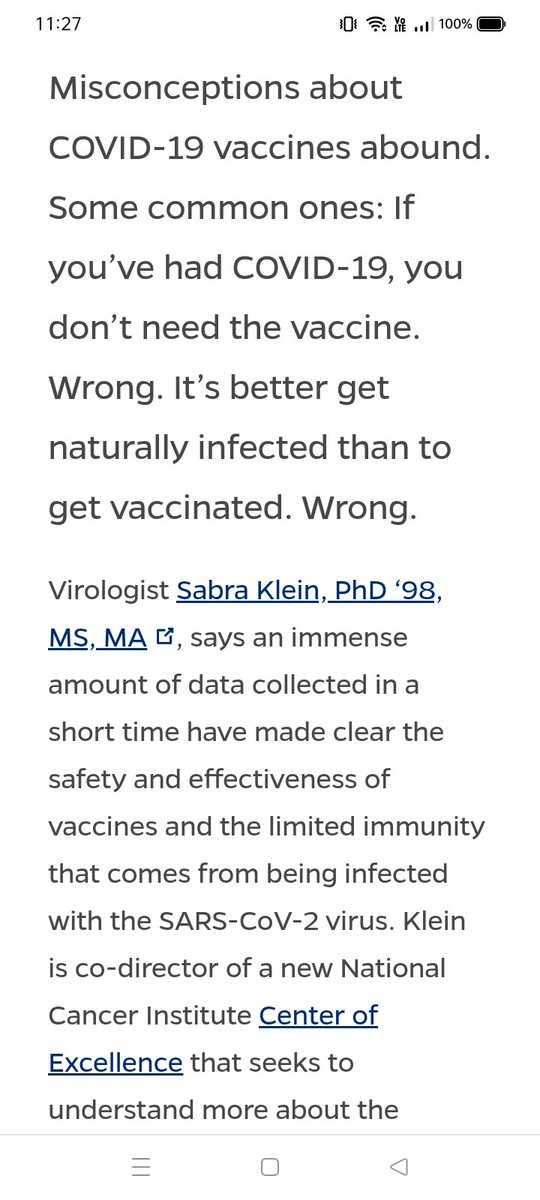 11:27 Vo LTE 100%
Misconceptions about
COVID-19 vaccines abound.
Some common ones: If
you’ve had COVID-19, you
don’t need the vaccine.
Wrong. It’s better get
naturally infected than to
get vaccinated. Wrong.
Virologist Sabra Klein, PhD ‘98,
MS, MA , says an immense
amount of data collected in a
short time have made clear the
safety and effectiveness of
vaccines and the limited immunity
that comes from being infected
with the SARS-CoV-2 virus. Klein
is co-director of a new National
Cancer Institute Center of
Excellence that seeks to
understand more about the